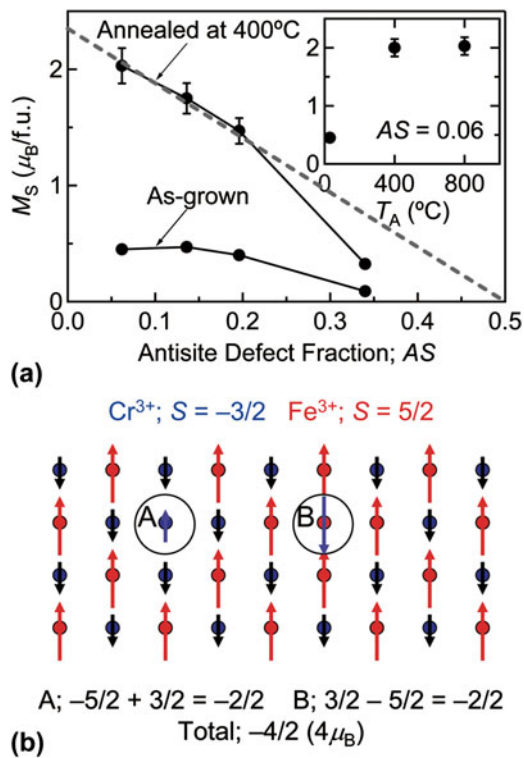 (a)
Annealed at 400ºC
As-grown
M_S (μ_B/f.u.)
2
1
0
0.0 0.1 0.2 0.3 0.4 0.5
Antisite Defect Fraction; AS
2
1
0
AS = 0.06
0 400 800
T_A (ºC)
Cr³⁺; S = –3/2 Fe³⁺; S = 5/2
A B
A; –5/2 + 3/2 = –2/2 B; 3/2 – 5/2 = –2/2
Total; –4/2 (4μ_B)
(b)